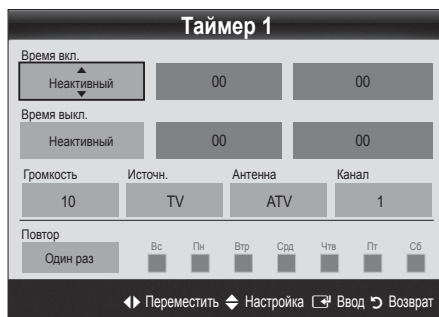 Таймер 1
Время вкл.
Неактивный 00 00
Время выкл.
Неактивный 00 00
Громкость Источн. Антенна Канал
10 TV ATV 1
Повтор Вс Пн Втр Срд Чтв Пт Сб
Один раз
Переместить Настройка Ввод Возврат